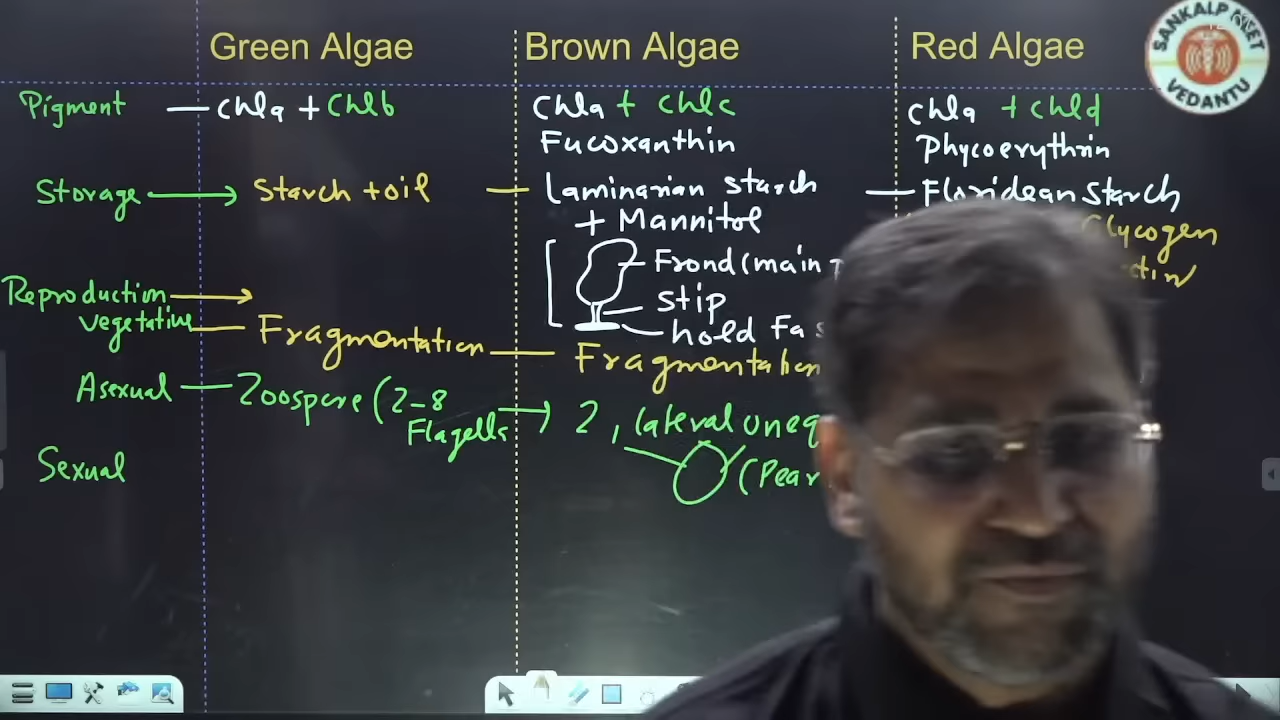 Green Algae
Brown Algae
Red Algae
SANKALP NEET
VEDANTU
Pigment
Chla + Chlb
Chla + Chlc
Fucoxanthin
Chla + Chld
Phycoerythrin
Storage
Starch + oil
Laminarian starch
+ Mannitol
Floridean starch
Glycogen
Frond (main
Stip
hold Fas
Reproduction
vegetative
Fragmentation
Fragmentation
Asexual
Zoospore (2-8
Flagella
2, lateral uneq
(Pear
Sexual